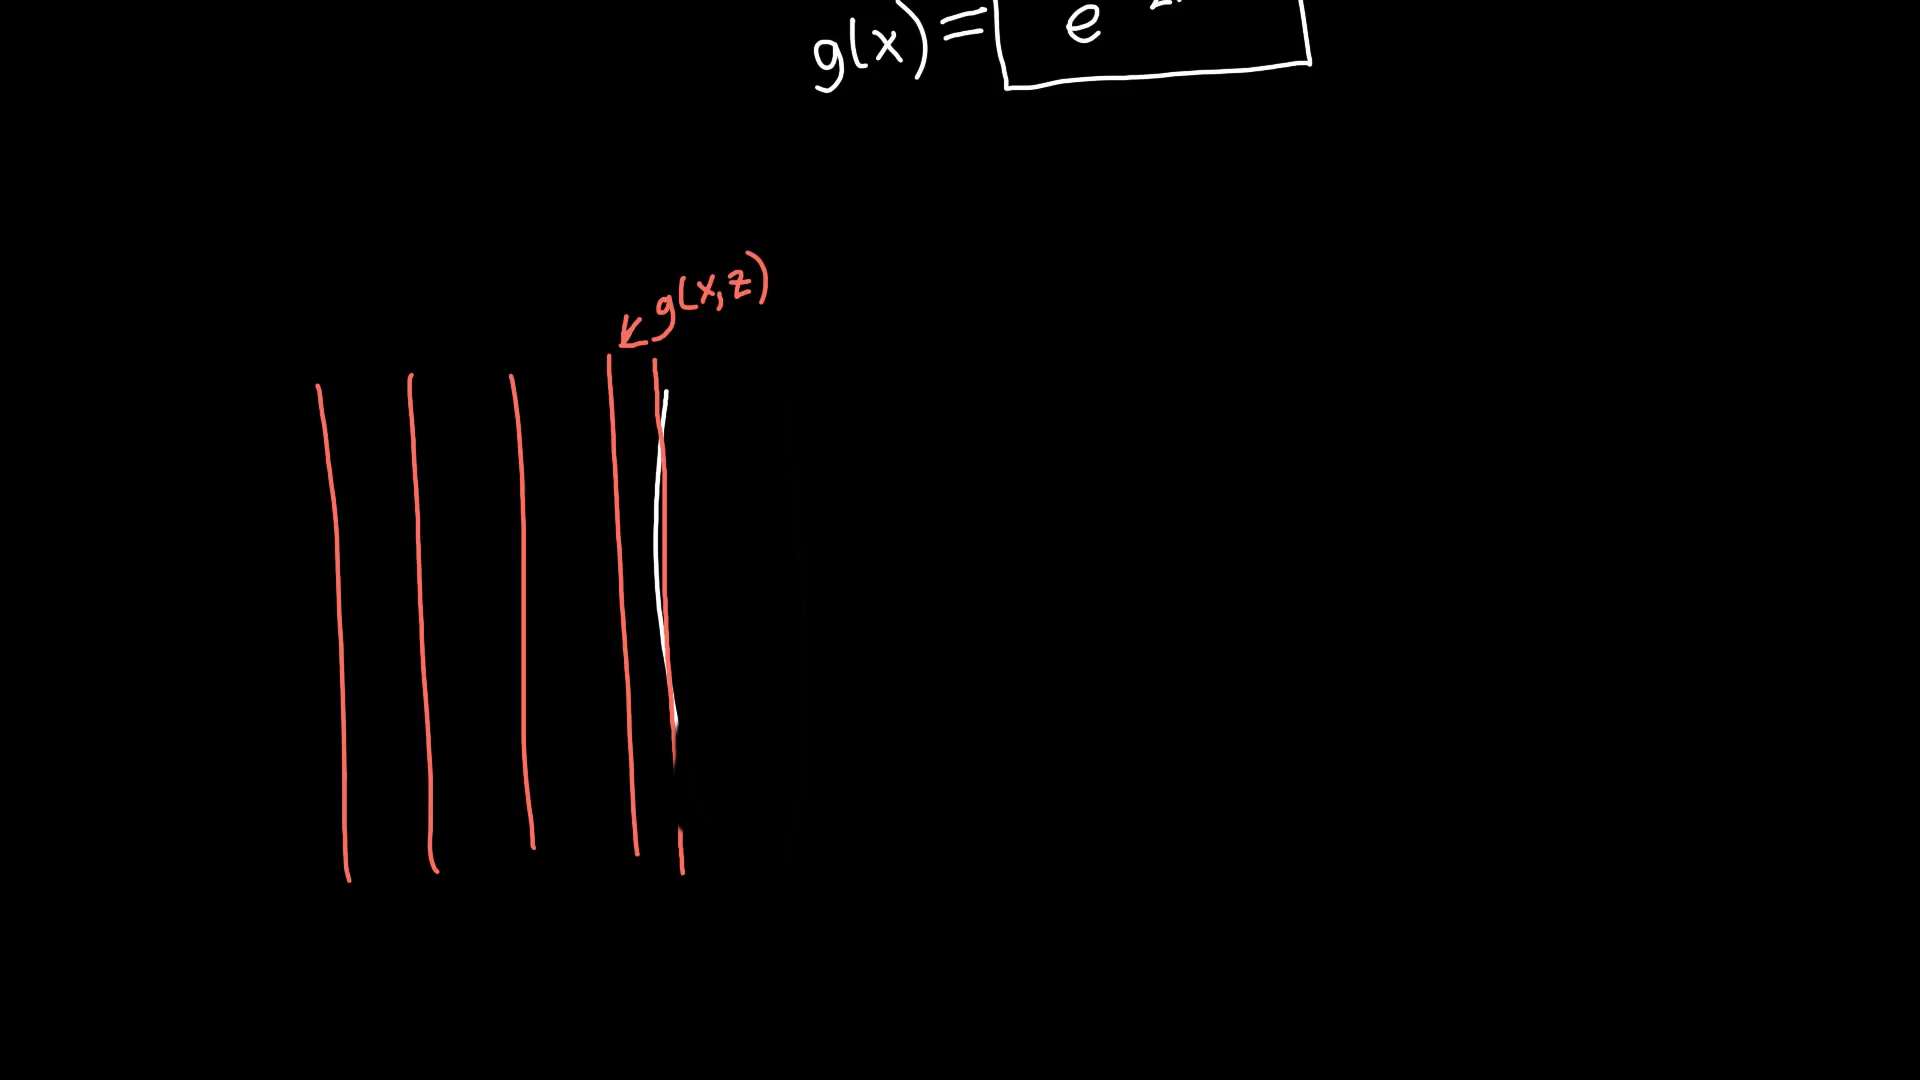 g(x) = e
g(x,z)